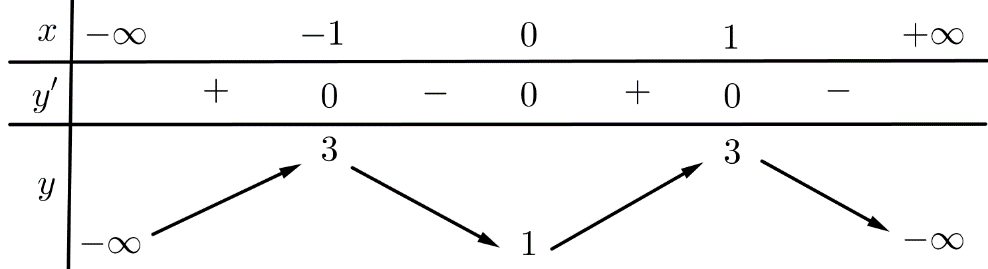 x −∞ −1 0 1 +∞
y′ + 0 − 0 + 0 −
3 3
y
−∞ 1 −∞